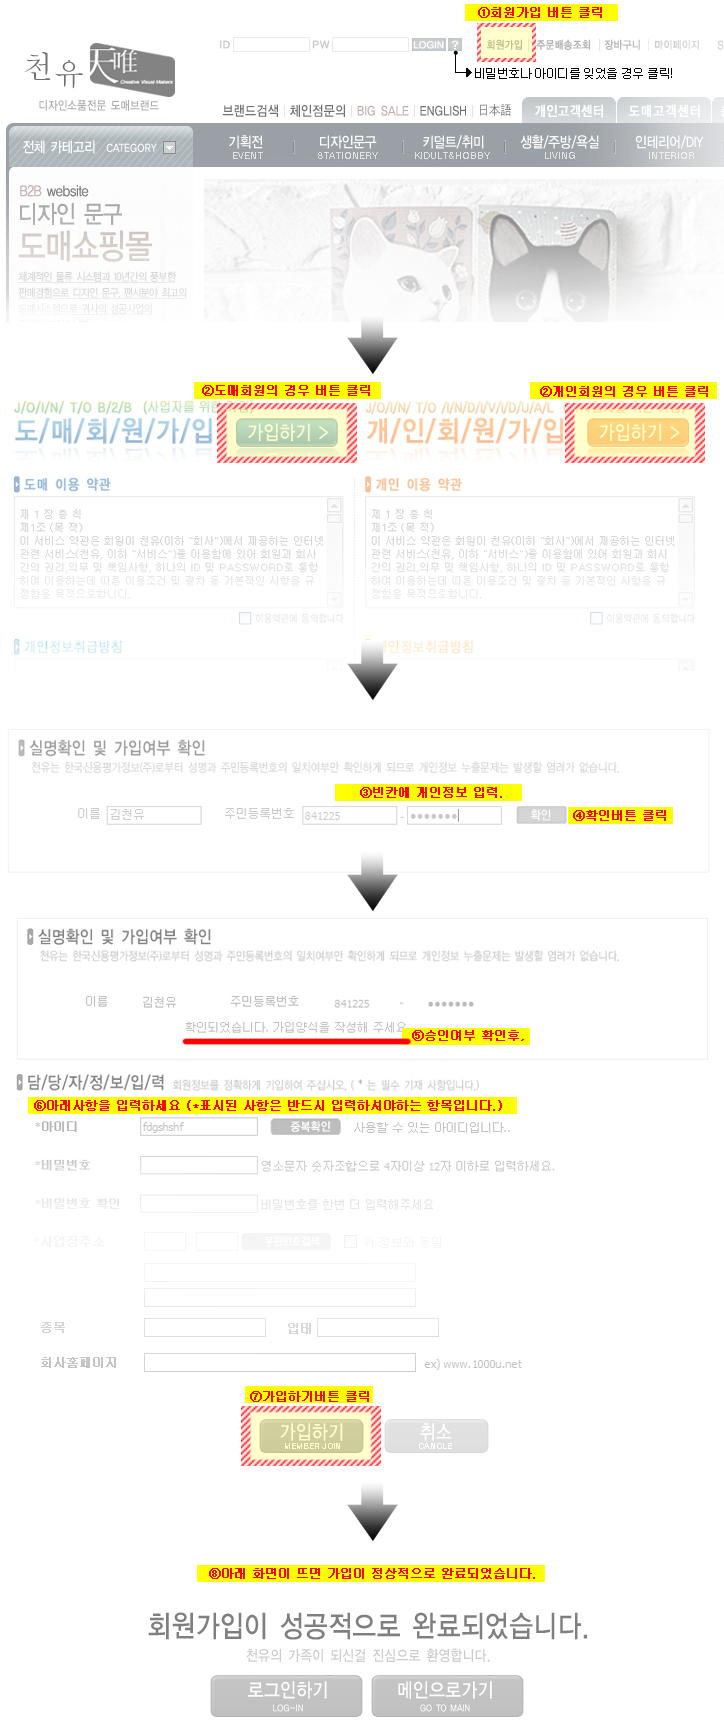 ①회원가입 버튼 클릭
ID PW LOGIN ? 회원가입 주문배송조회 장바구니 마이페이지 S
비밀번호나 아이디를 잊었을 경우 클릭!
천유 天唯
Creative Visual Makers
디자인소품전문 도매브랜드
브랜드검색 체인점문의 BIG SALE ENGLISH 日本語 개인고객센터 도매고객센터
전체 카테고리 CATEGORY 기획전 디자인문구 키덜트/취미 생활/주방/욕실 인테리어/DIY
EVENT STATIONERY KIDULT&HOBBY LIVING INTERIOR
B2B website
디자인 문구
도매쇼핑몰
체계적인 물류 시스템과 10년간의 풍부한
판매경험으로 디자인 문구, 팬시분야 최고의
도매시스템으로 귀사의 성공사업의
②도매회원의 경우 버튼 클릭 ②개인회원의 경우 버튼 클릭
J/O/I/N/ T/O B/2/B (사업자를 위한 J/O/I/N/ T/O /I/N/D/I/V/I/D/U/A/L
도/매/회/원/가/입 가입하기 > 개/인/회/원/가/입 가입하기 >
도매 이용 약관 개인 이용 약관
제 1 장 총 칙 제 1 장 총 칙
제1조 (목 적) 제1조 (목 적)
이 서비스 약관은 회원이 천유(이하 "회사")에서 제공하는 인터넷 이 서비스 약관은 회원이 천유(이하 "회사")에서 제공하는 인터넷
관련 서비스(천유, 이하 "서비스")를 이용함에 있어 회원과 회사 관련 서비스(천유, 이하 "서비스")를 이용함에 있어 회원과 회사
간의 권리,의무 및 책임사항, 하나의 ID 및 PASSWORD로 통합 간의 권리,의무 및 책임사항, 하나의 ID 및 PASSWORD로 통합
하여 이용하는데 따른 이용조건 및 절차 등 기본적인 사항을 규 하여 이용하는데 따른 이용조건 및 절차 등 기본적인 사항을 규
정함을 목적으로합니다. 정함을 목적으로합니다.
이용약관에 동의합니다 이용약관에 동의합니다
개인정보취급방침 개인정보취급방침
실명확인 및 가입여부 확인
천유는 한국신용평가정보(주)로부터 성명과 주민등록번호의 일치여부만 확인하게 되므로 개인정보 누출문제는 발생할 염려가 없습니다.
③빈칸에 개인정보 입력.
이름 김천유 주민등록번호 841225 - ●●●●●●● 확인 ④확인버튼 클릭
실명확인 및 가입여부 확인
천유는 한국신용평가정보(주)로부터 성명과 주민등록번호의 일치여부만 확인하게 되므로 개인정보 누출문제는 발생할 염려가 없습니다.
이름 김천유 주민등록번호 841225 - ●●●●●●●
확인되었습니다. 가입양식을 작성해 주세요
⑤승인여부 확인후,
담/당/자/정/보/입/력 회원정보를 정확하게 기입하여 주십시오. ( * 는 필수 기재 사항입니다.)
⑥아래사항을 입력하세요 (*표시된 사항은 반드시 입력하셔야하는 항목입니다.)
*아이디 fdgshshf 중복확인 사용할 수 있는 아이디입니다..
*비밀번호 영소문자 숫자조합으로 4자이상 12자 이하로 입력하세요.
*비밀번호 확인 비밀번호를 한번 더 입력해주세요
*사업장주소 - 우편번호검색 위 정보와 동일
종목 업태
회사홈페이지 ex) www.1000u.net
⑦가입하기버튼 클릭
가입하기 취소
MEMBER JOIN CANCLE
⑧아래 화면이 뜨면 가입이 정상적으로 완료되었습니다.
회원가입이 성공적으로 완료되었습니다.
천유의 가족이 되신걸 진심으로 환영합니다.
로그인하기 메인으로가기
LOG-IN GO TO MAIN